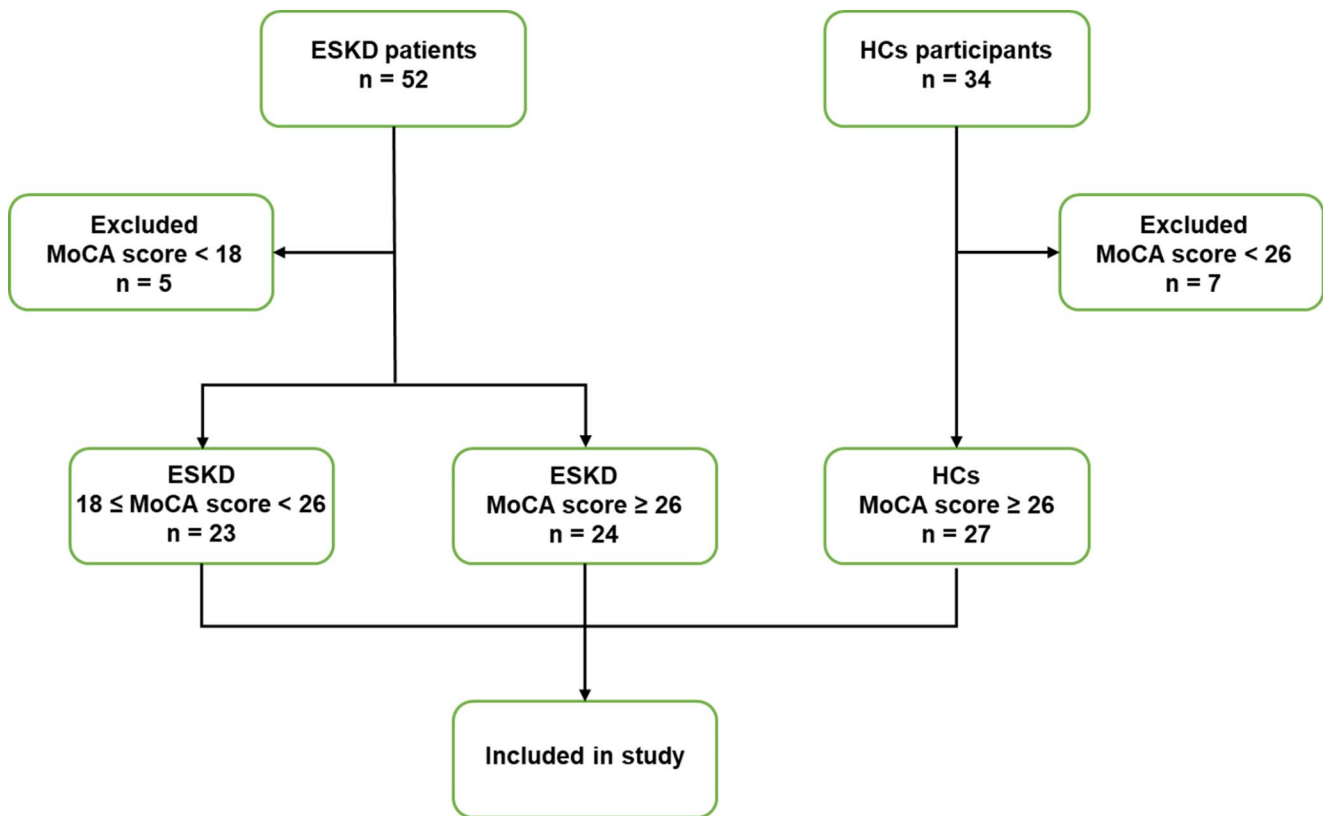 ESKD patients
n = 52
HCs participants
n = 34
Excluded
MoCA score < 18
n = 5
Excluded
MoCA score < 26
n = 7
ESKD
18 ≤ MoCA score < 26
n = 23
ESKD
MoCA score ≥ 26
n = 24
HCs
MoCA score ≥ 26
n = 27
Included in study